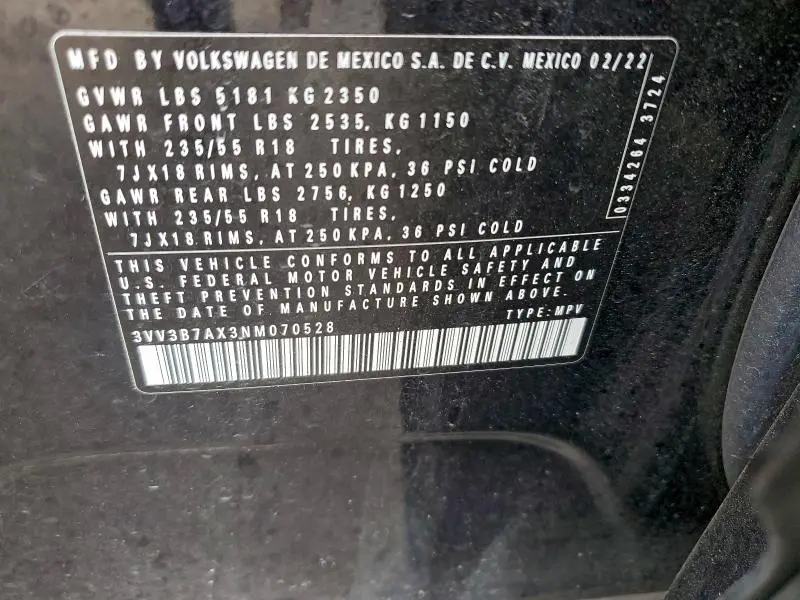 MFD BY VOLKSWAGEN DE MEXICO S.A. DE C.V. MEXICO 02/22
GVWR LBS 5181 KG 2350
GAWR FRONT LBS 2535, KG 1150
WITH 235/55 R18 TIRES,
7JX18 RIMS, AT 250 KPA, 36 PSI COLD
GAWR REAR LBS 2756, KG 1250
WITH 235/55 R18 TIRES,
7JX18 RIMS, AT 250 KPA, 36 PSI COLD
0334264 3724
THIS VEHICLE CONFORMS TO ALL APPLICABLE
U.S. FEDERAL MOTOR VEHICLE SAFETY AND
THEFT PREVENTION STANDARDS IN EFFECT ON
THE DATE OF MANUFACTURE SHOWN ABOVE.
3VV3B7AX3NM070528 TYPE: MPV